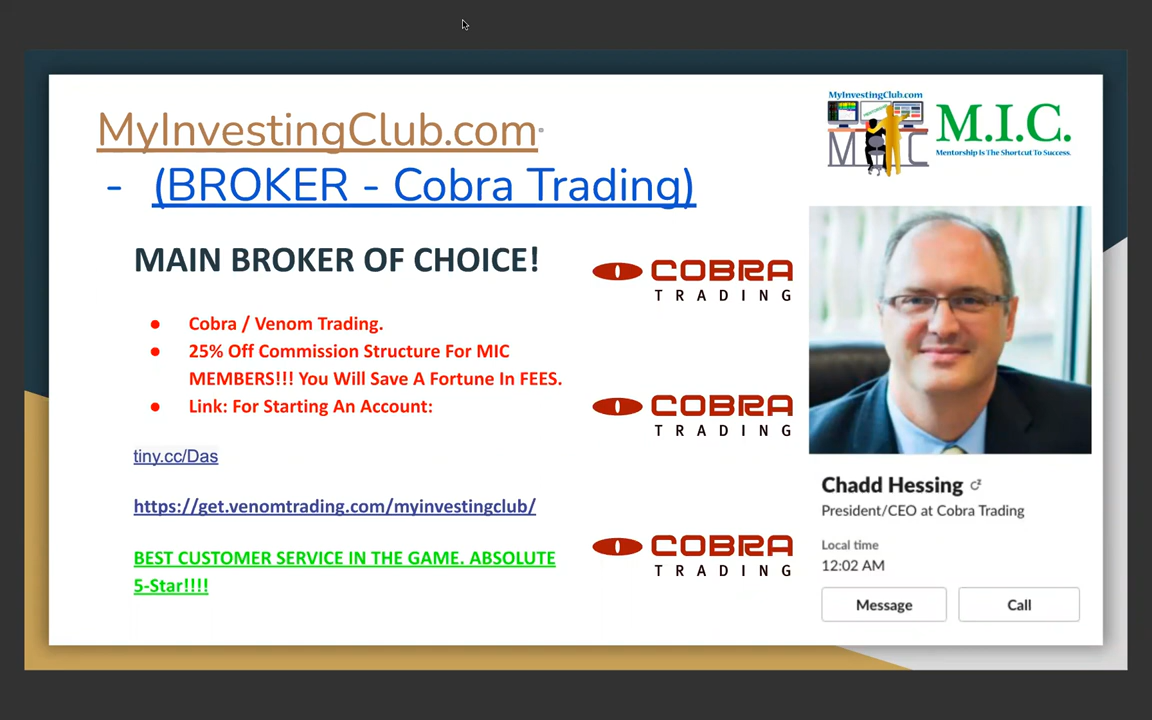 MyInvestingClub.com
- (BROKER - Cobra Trading)
MyInvestingClub.com
MIC
M.I.C.
Mentorship Is The Shortcut To Success.
MAIN BROKER OF CHOICE!
● Cobra / Venom Trading.
● 25% Off Commission Structure For MIC
MEMBERS!!! You Will Save A Fortune In FEES.
● Link: For Starting An Account:
tiny.cc/Das
https://get.venomtrading.com/myinvestingclub/
BEST CUSTOMER SERVICE IN THE GAME. ABSOLUTE
5-Star!!!!
COBRA
TRADING
COBRA
TRADING
COBRA
TRADING
Chadd Hessing
President/CEO at Cobra Trading
Local time
12:02 AM
Message
Call